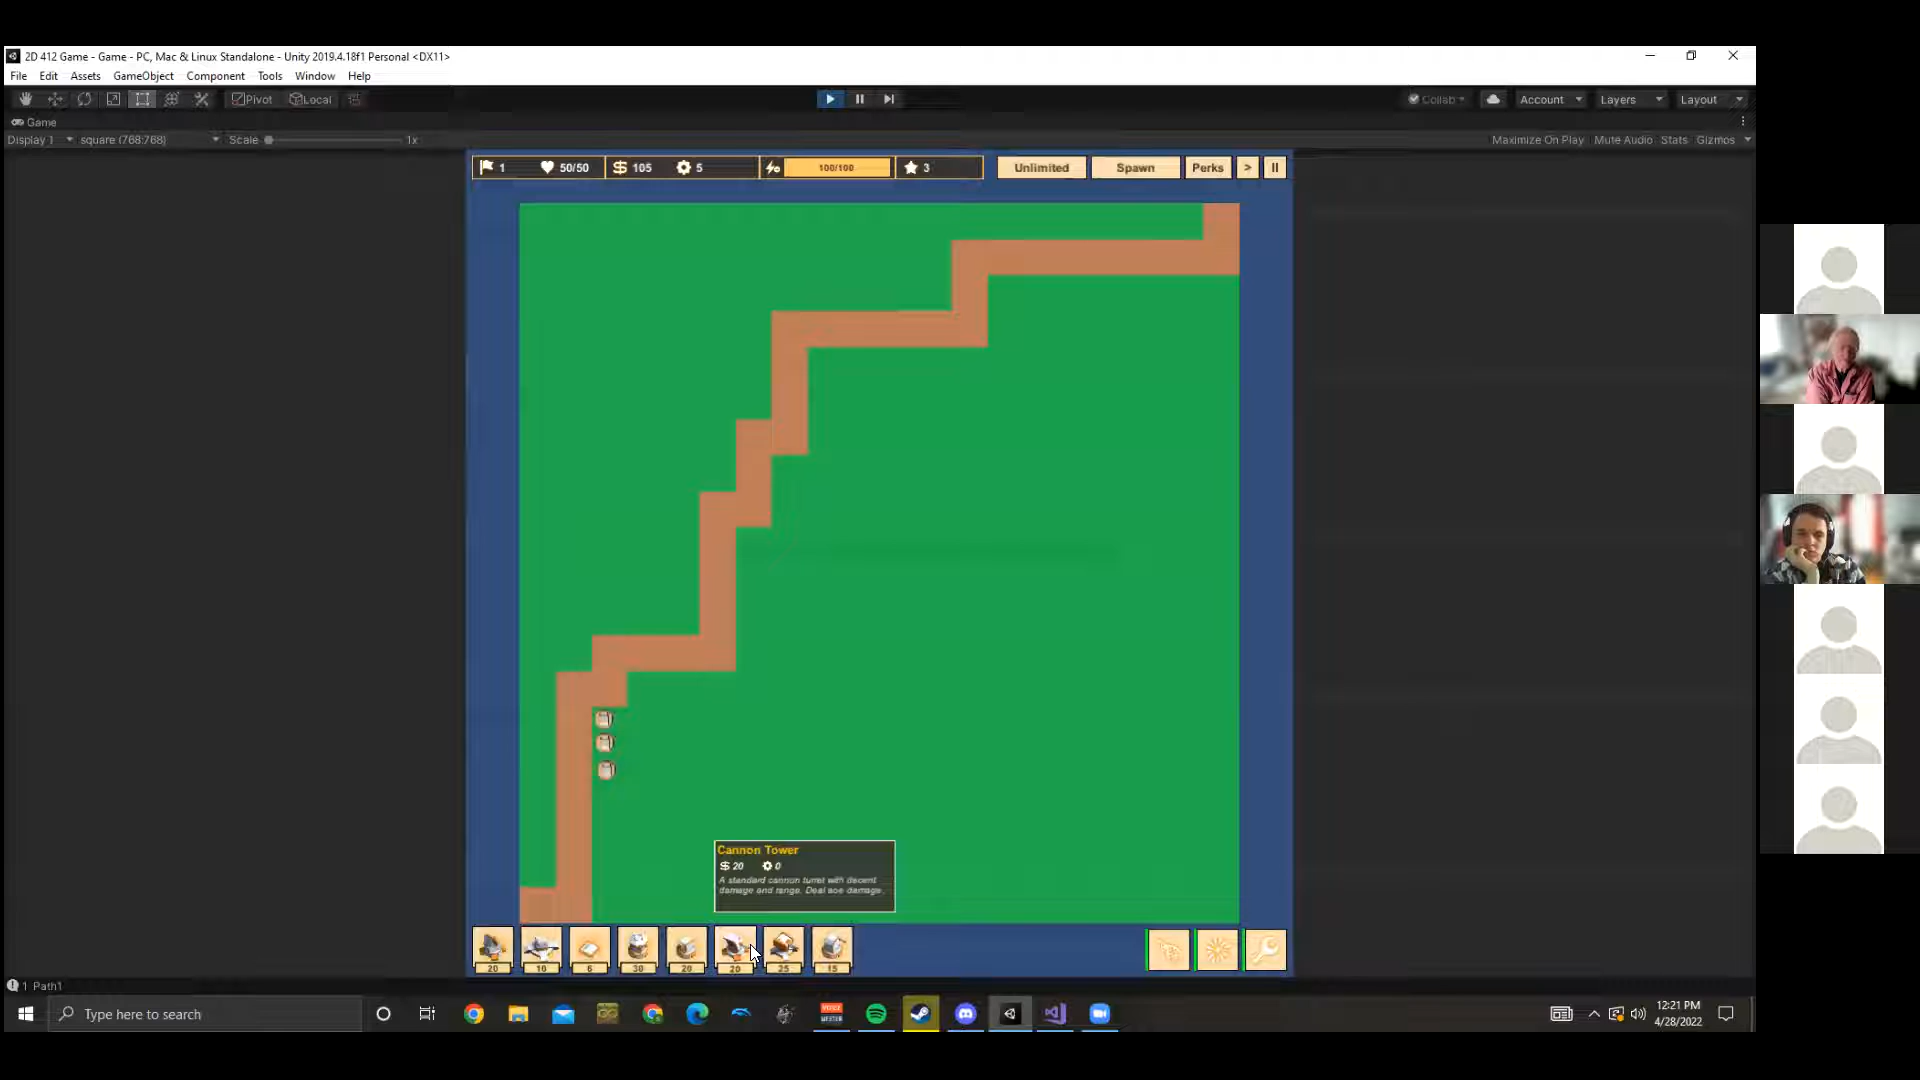 2D 412 Game - Game - PC, Mac & Linux Standalone - Unity 2019.4.18f1 Personal <DX11>
File Edit Assets GameObject Component Tools Window Help
Pivot Local Collab Account Layers Layout
Game
Display 1 square (768:768) Scale 1x Maximize On Play Mute Audio Stats Gizmos
1 50/50 $ 105 5 100/100 3 Unlimited Spawn Perks > II
Cannon Tower
$ 20 0
A standard cannon turret with decent
damage and range. Deal aoe damage.
20 10 6 30 20 20 25 15
1 Path1
Type here to search
12:21 PM
4/28/2022